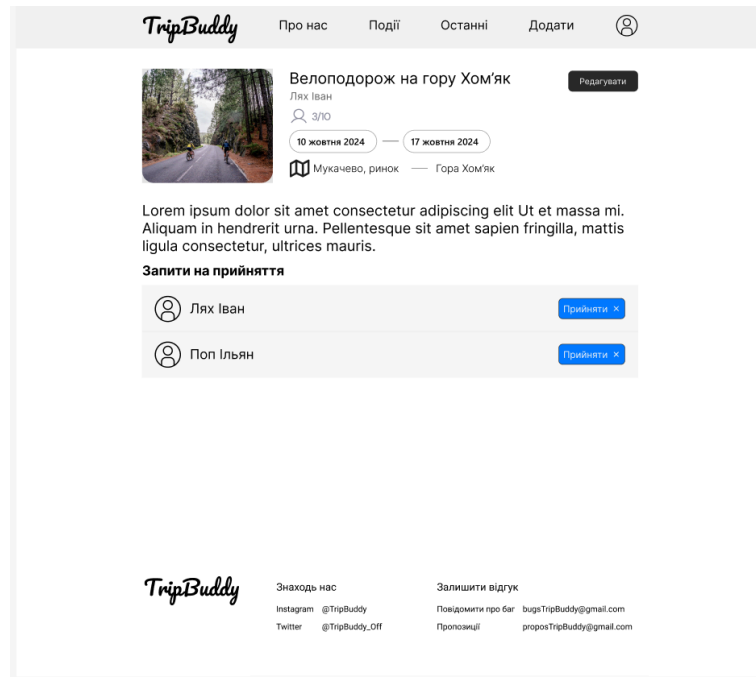 TripBuddy Про нас Події Останні Додати
Велоподорож на гору Хом'як
Редагувати
Лях Іван
3/10
10 жовтня 2024 — 17 жовтня 2024
Мукачево, ринок — Гора Хом'як
Lorem ipsum dolor sit amet consectetur adipiscing elit Ut et massa mi.
Aliquam in hendrerit urna. Pellentesque sit amet sapien fringilla, mattis
ligula consectetur, ultrices mauris.
Запити на прийняття
Лях Іван Прийняти ×
Поп Ільян Прийняти ×
TripBuddy
Знаходь нас
Instagram @TripBuddy
Twitter @TripBuddy_Off
Залишити відгук
Повідомити про баг bugsTripBuddy@gmail.com
Пропозиції proposTripBuddy@gmail.com